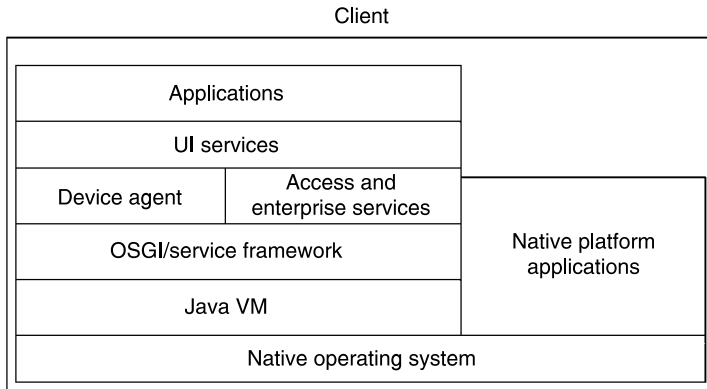 Client
Applications
UI services
Device agent
Access and
enterprise services
OSGI/service framework
Native platform
applications
Java VM
Native operating system